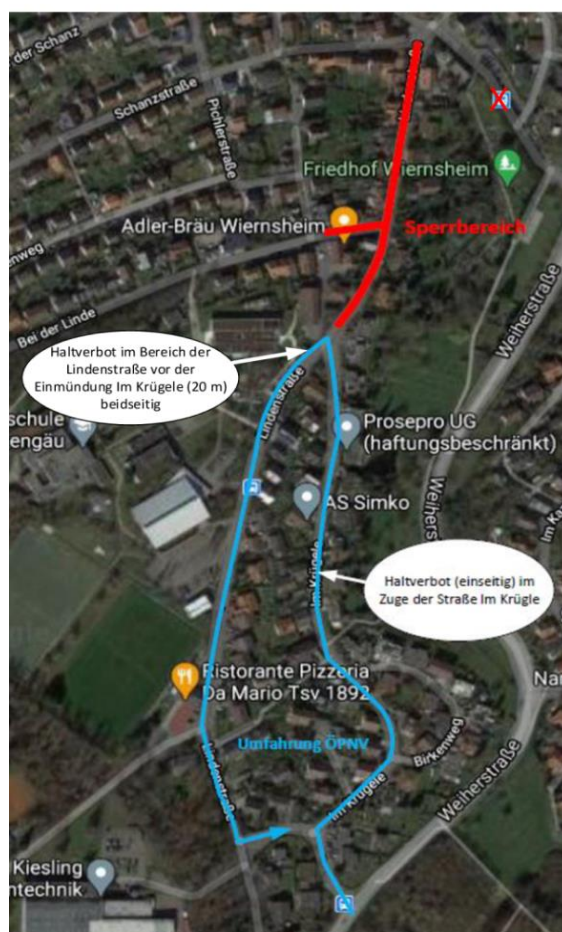 der Schanz
Schanzstraße
Pichlerstraße
Friedhof Wiernsheim
Adler-Bräu Wiernsheim
Sperrbereich
Bei der Linde
Weiherstraße
Haltverbot im Bereich der
Lindenstraße vor der
Einmündung Im Krügele (20 m)
beidseitig
Lindenstraße
schule
engäu
Prosepro UG
(haftungsbeschränkt)
AS Simko
Im Krügele
Haltverbot (einseitig) im
Zuge der Straße Im Krügle
Ristorante Pizzeria
Da Mario Tsv 1892
Umfahrung ÖPNV
Birkenweg
Lindenstraße
Im Krügele
Weiherstraße
Kiesling
ntechnik